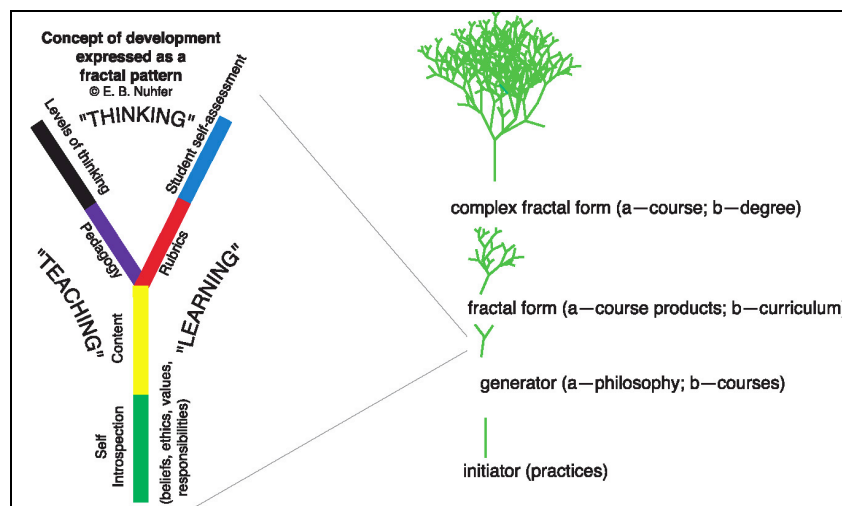 Concept of development
expressed as a
fractal pattern
© E. B. Nuhfer
"THINKING"
Levels of thinking
Student self-assessment
Pedagogy
Rubrics
"TEACHING"
"LEARNING"
Content
Self
Introspection
(beliefs, ethics, values,
responsibilities)
complex fractal form (a—course; b—degree)
fractal form (a—course products; b—curriculum)
generator (a—philosophy; b—courses)
initiator (practices)